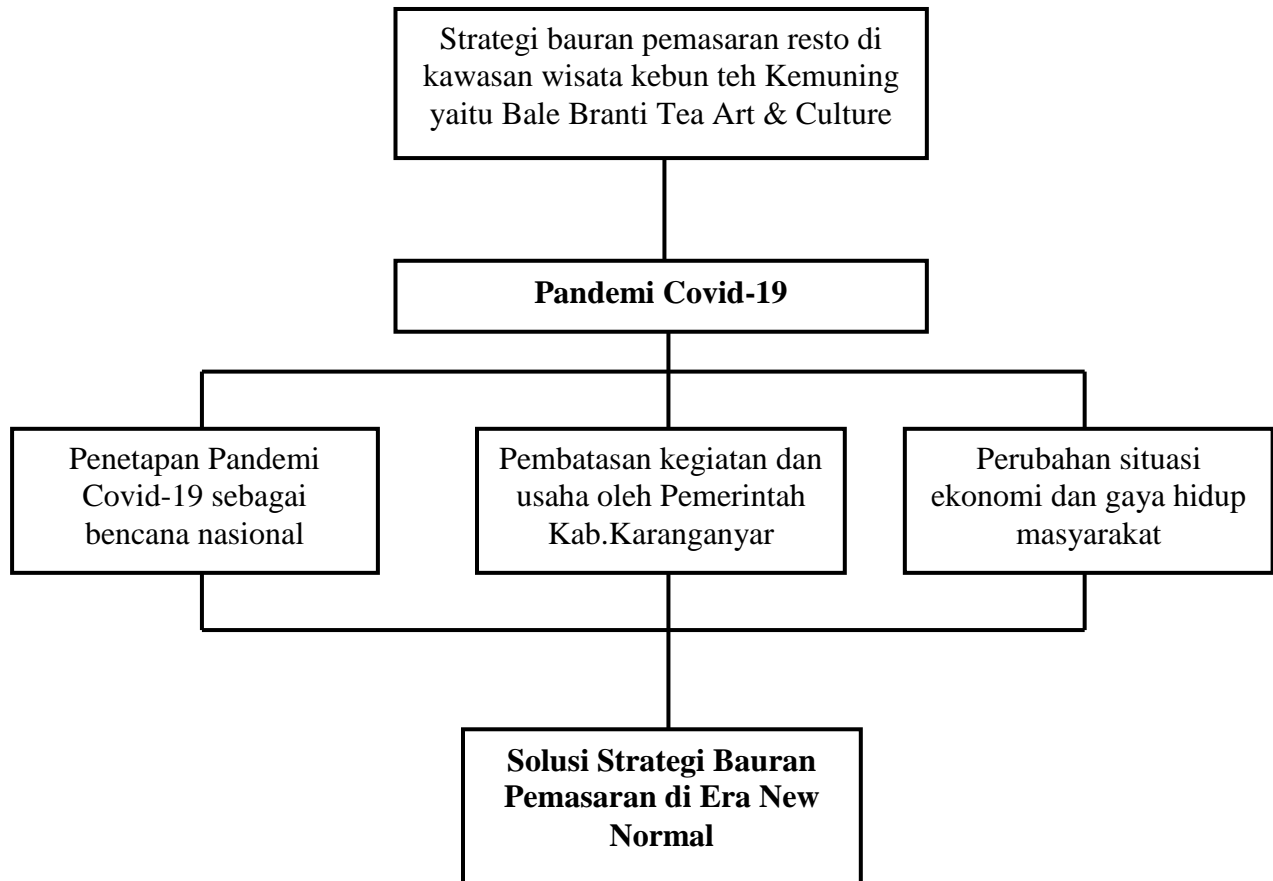 Strategi bauran pemasaran resto di
kawasan wisata kebun teh Kemuning
yaitu Bale Branti Tea Art & Culture
Pandemi Covid-19
Penetapan Pandemi
Covid-19 sebagai
bencana nasional
Pembatasan kegiatan dan
usaha oleh Pemerintah
Kab.Karanganyar
Perubahan situasi
ekonomi dan gaya hidup
masyarakat
Solusi Strategi Bauran
Pemasaran di Era New
Normal